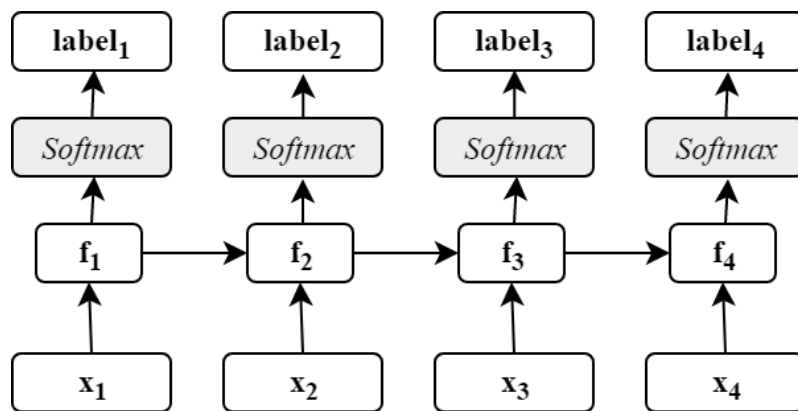 label₁ label₂ label₃ label₄
Softmax Softmax Softmax Softmax
f₁ f₂ f₃ f₄
x₁ x₂ x₃ x₄